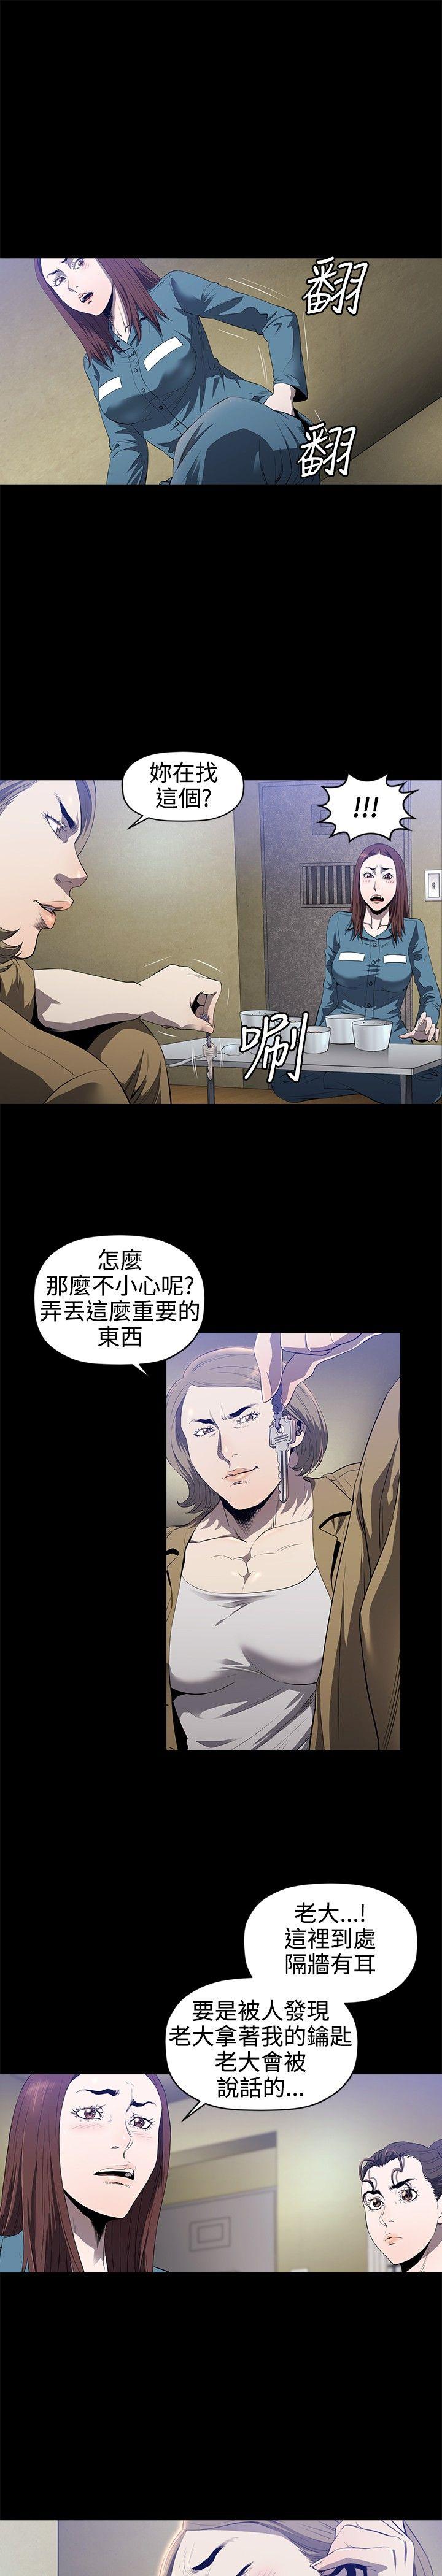 翻
翻
妳在找
這個?
!!!
唰
怎麼
那麼不小心呢?
弄丟這麼重要的
東西
老大...!
這裡到處
隔牆有耳
要是被人發現
老大拿著我的鑰匙
老大會被
說話的...